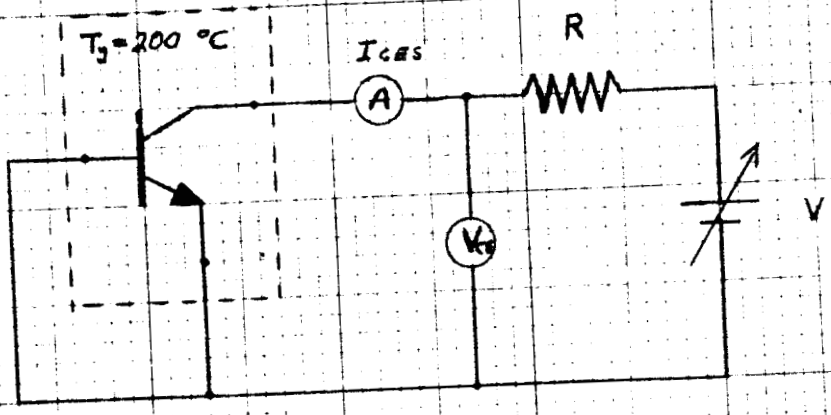 Tj=200 °C
ICES
R
A
VCE
V